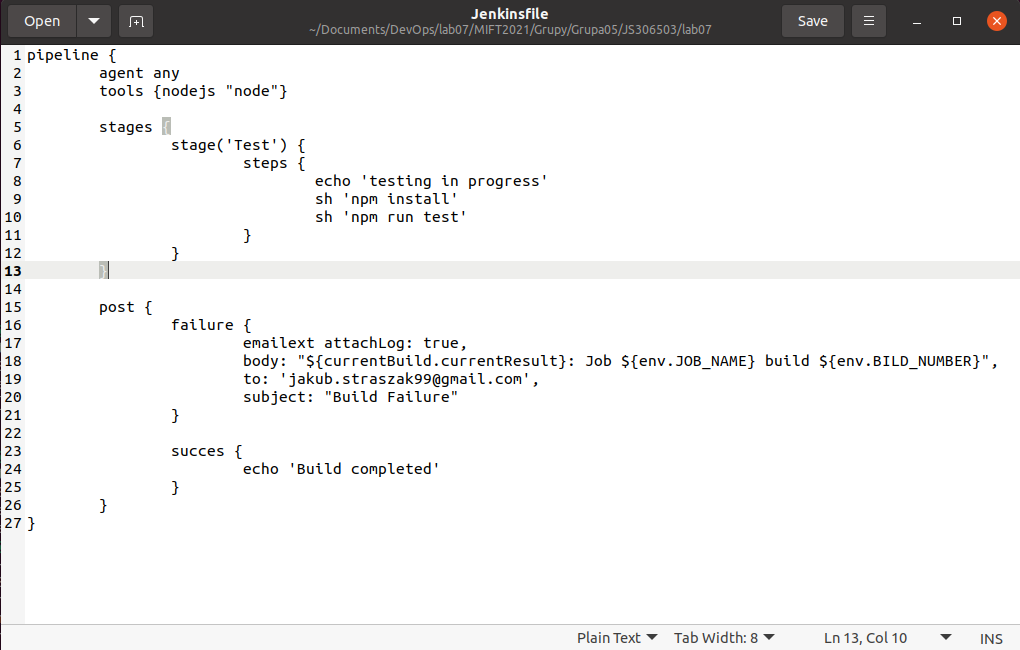 Open
Jenkinsfile
~/Documents/DevOps/lab07/MIFT2021/Grupy/Grupa05/JS306503/lab07
Save
1 pipeline {
2         agent any
3         tools {nodejs "node"}
4
5         stages {
6                 stage('Test') {
7                         steps {
8                                 echo 'testing in progress'
9                                 sh 'npm install'
10                                 sh 'npm run test'
11                         }
12                 }
13         }
14
15         post {
16                 failure {
17                         emailext attachLog: true,
18                         body: "${currentBuild.currentResult}: Job ${env.JOB_NAME} build ${env.BILD_NUMBER}",
19                         to: 'jakub.straszak99@gmail.com',
20                         subject: "Build Failure"
21                 }
22
23                 succes {
24                         echo 'Build completed'
25                 }
26         }
27 }
Plain Text Tab Width: 8 Ln 13, Col 10 INS